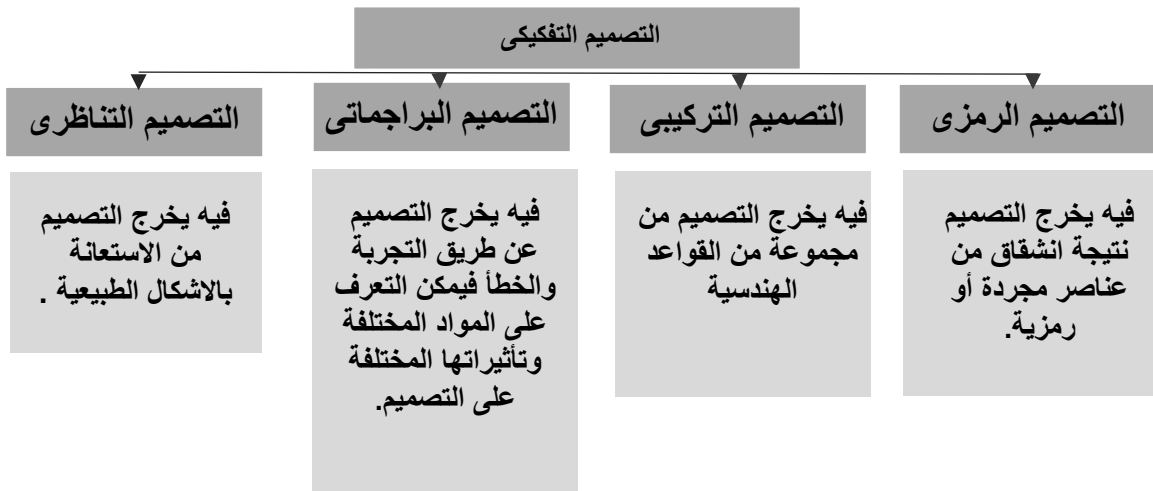 التصميم التفكيكى
التصميم الرمزى
فيه يخرج التصميم
نتيجة انشقاق من
عناصر مجردة أو
رمزية.
التصميم التركيبى
فيه يخرج التصميم من
مجموعة من القواعد
الهندسية
التصميم البراجماتى
فيه يخرج التصميم
عن طريق التجربة
والخطأ فيمكن التعرف
على المواد المختلفة
وتأثيراتها المختلفة
على التصميم.
التصميم التناظرى
فيه يخرج التصميم
من الاستعانة
بالاشكال الطبيعية .